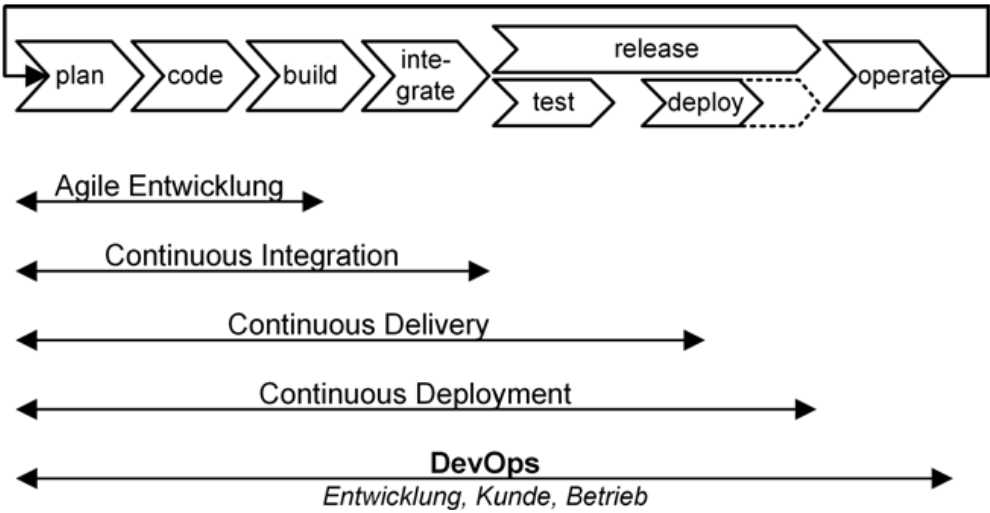 plan
code
build
inte-
grate
release
test
deploy
operate
Agile Entwicklung
Continuous Integration
Continuous Delivery
Continuous Deployment
DevOps
Entwicklung, Kunde, Betrieb